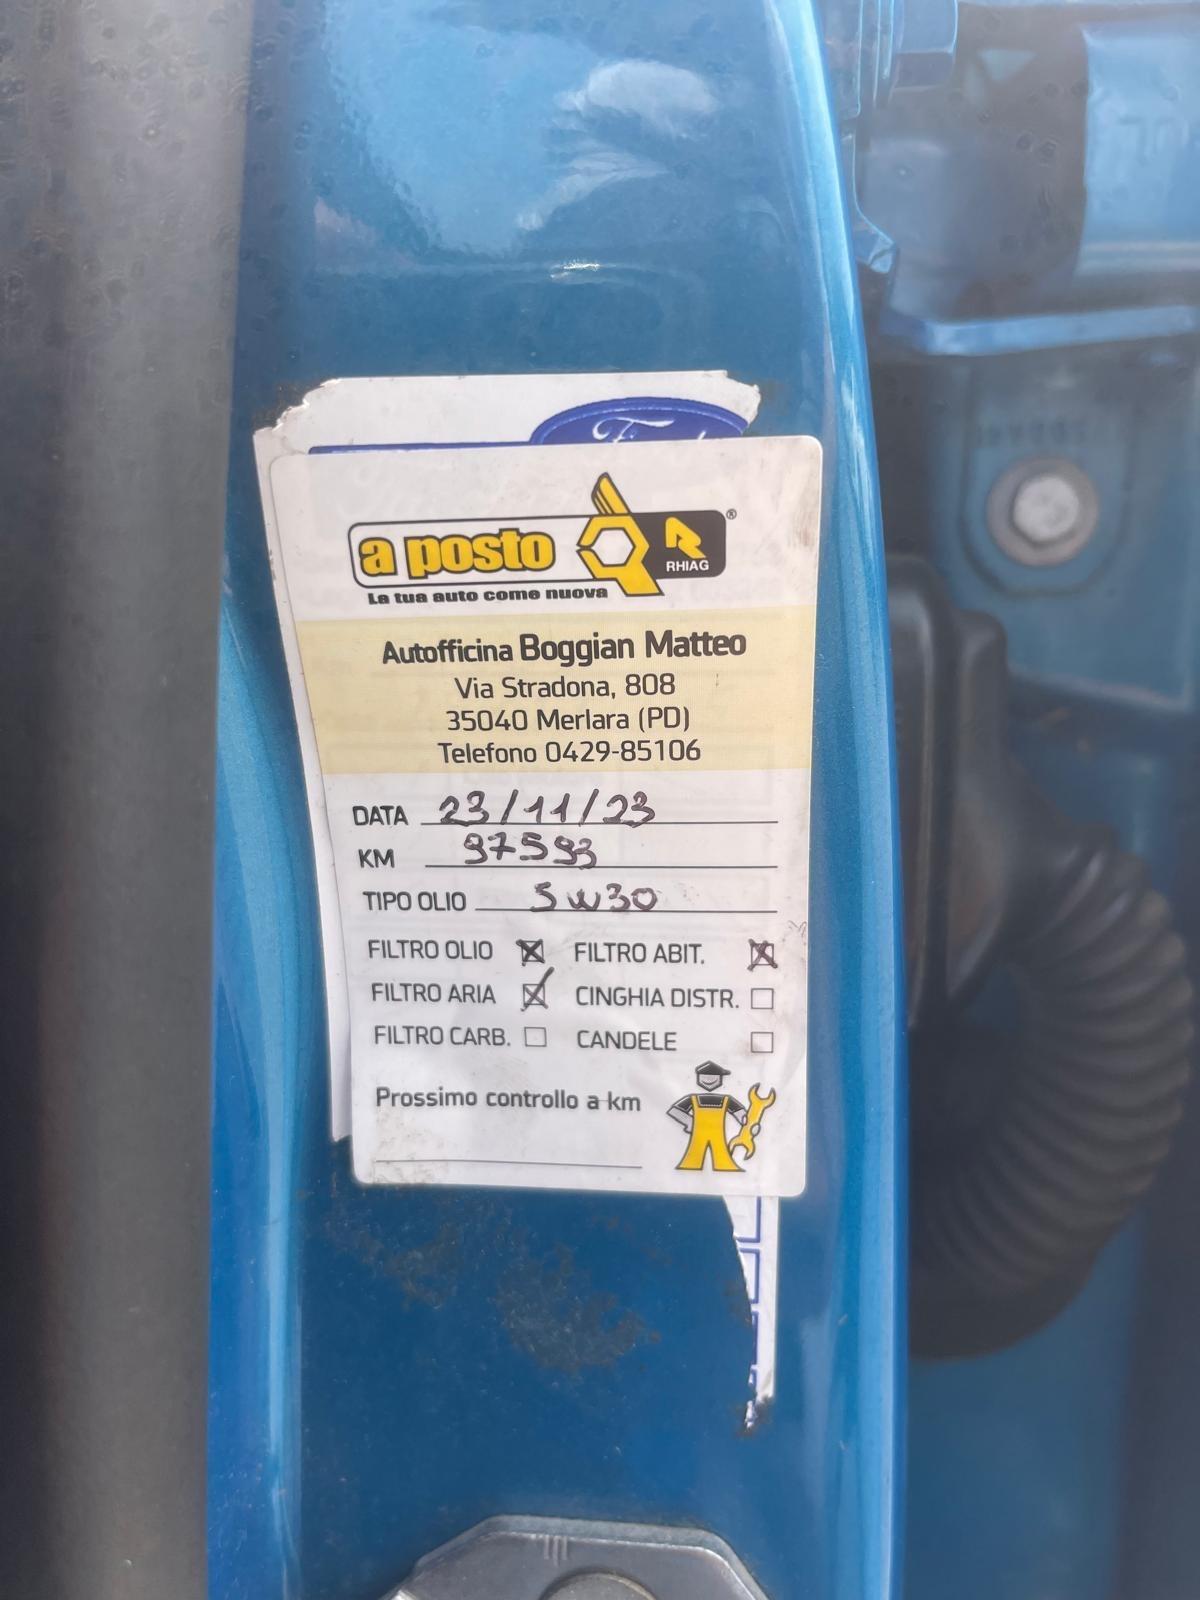 Ford
a posto
RHIAG
®
La tua auto come nuova
Autofficina Boggian Matteo
Via Stradona, 808
35040 Merlara (PD)
Telefono 0429-85106
DATA 23/11/23
KM 97593
TIPO OLIO 5w30
FILTRO OLIO ☒ FILTRO ABIT. ☒
FILTRO ARIA ☒ CINGHIA DISTR. ☐
FILTRO CARB. ☐ CANDELE ☐
Prossimo controllo a km